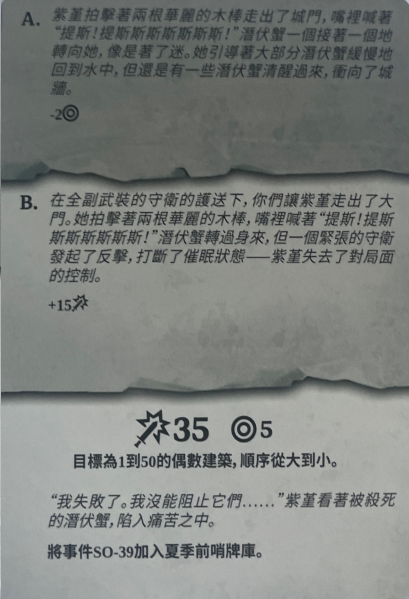 A. 紫堇拍擊著兩根華麗的木棒走出了城門，嘴裡喊著
“提斯！提斯斯斯斯斯斯斯！”潛伏蟹一個接著一個地
轉向她，像是著了迷。她引導著大部分潛伏蟹緩慢地
回到水中，但還是有一些潛伏蟹清醒過來，衝向了城
牆。
-2
B. 在全副武裝的守衛的護送下，你們讓紫堇走出了大
門。她拍擊著兩根華麗的木棒，嘴裡喊著“提斯！提斯
斯斯斯斯斯斯！”潛伏蟹轉過身來，但一個緊張的守衛
發起了反擊，打斷了催眠狀態——紫堇失去了對局面
的控制。
+15
35 5
目標為1到50的偶數建築，順序從大到小。
“我失敗了。我沒能阻止它們……”紫堇看著被殺死
的潛伏蟹，陷入痛苦之中。
將事件SO-39加入夏季前哨牌庫。